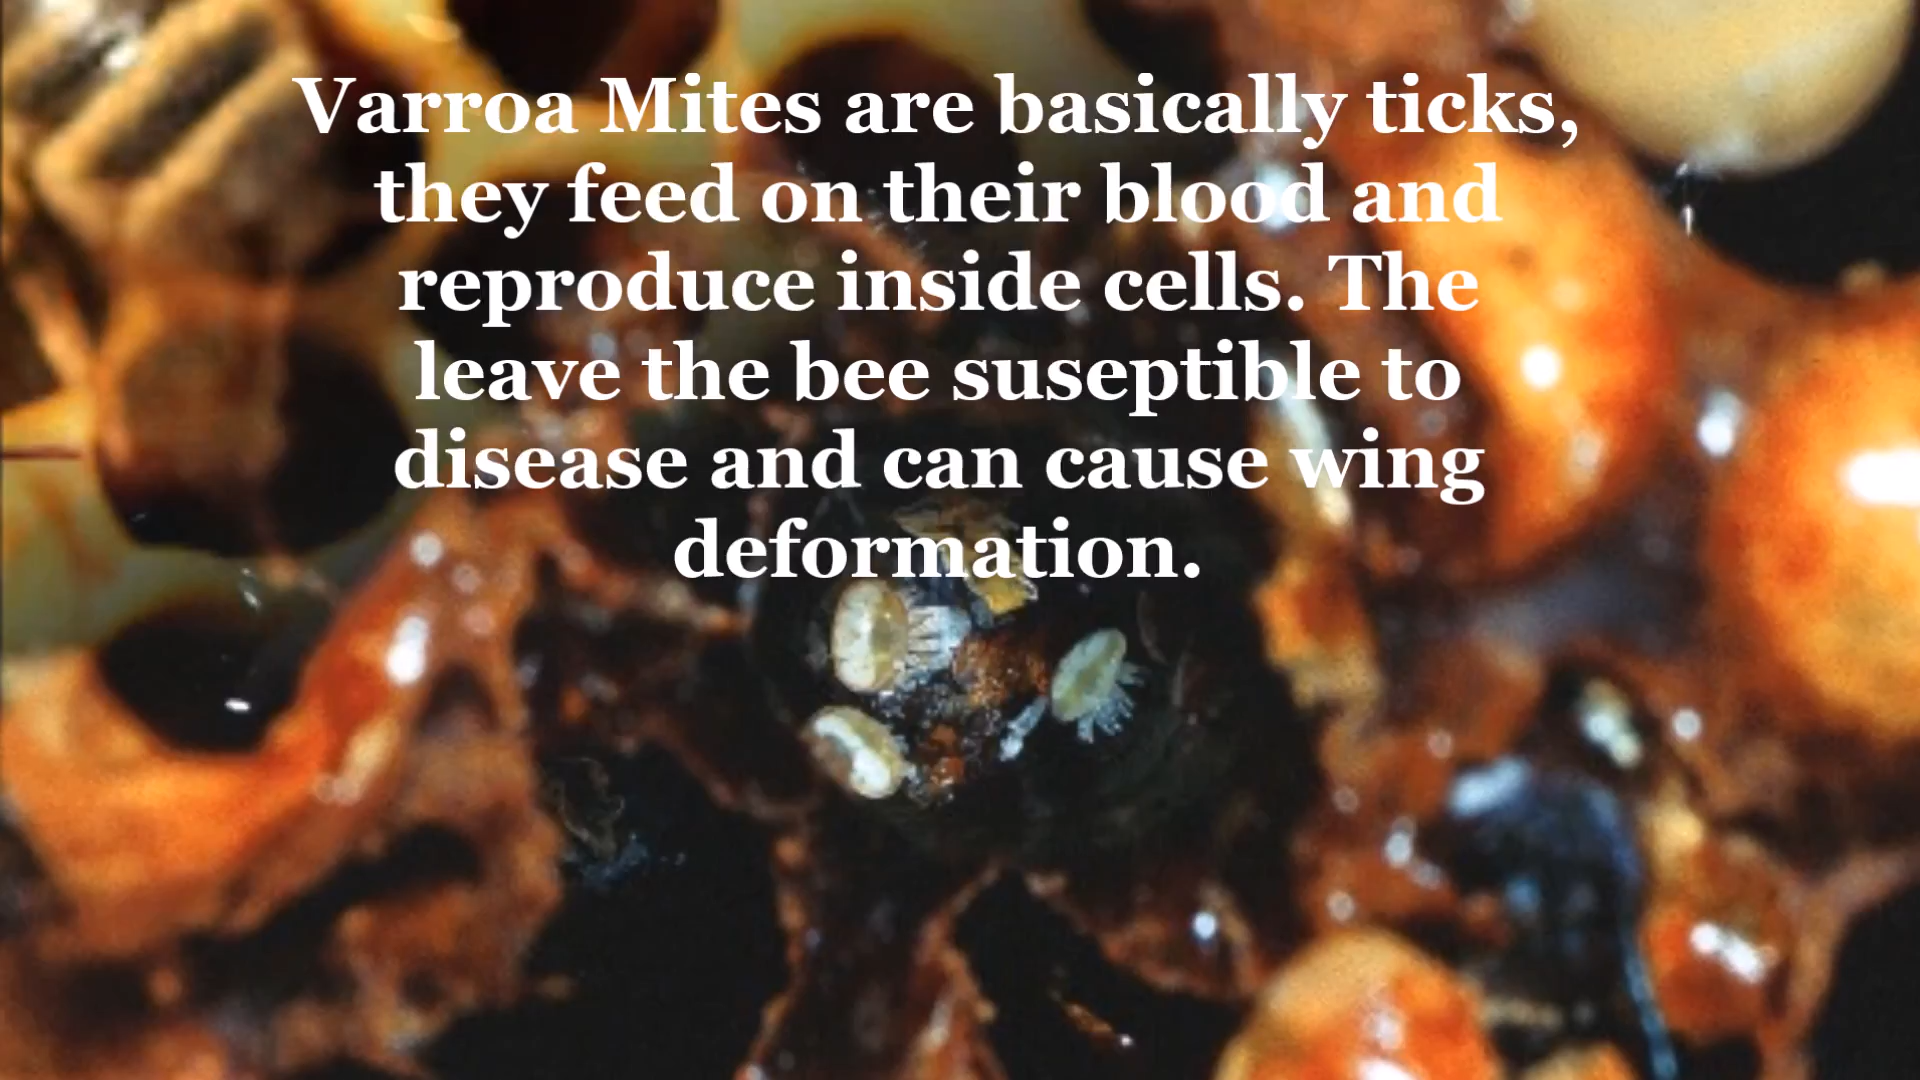 Varroa Mites are basically ticks,
they feed on their blood and
reproduce inside cells. The
leave the bee suseptible to
disease and can cause wing
deformation.